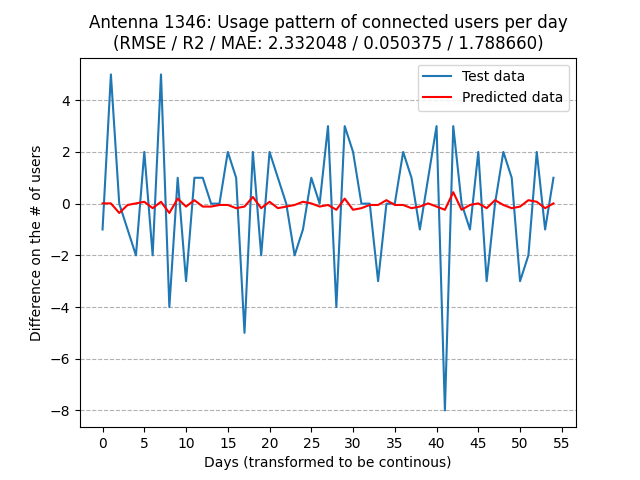 Antenna 1346: Usage pattern of connected users per day
(RMSE / R2 / MAE: 2.332048 / 0.050375 / 1.788660)
Test data
Predicted data
4
2
0
−2
−4
−6
−8
Difference on the # of users
0 5 10 15 20 25 30 35 40 45 50 55
Days (transformed to be continous)